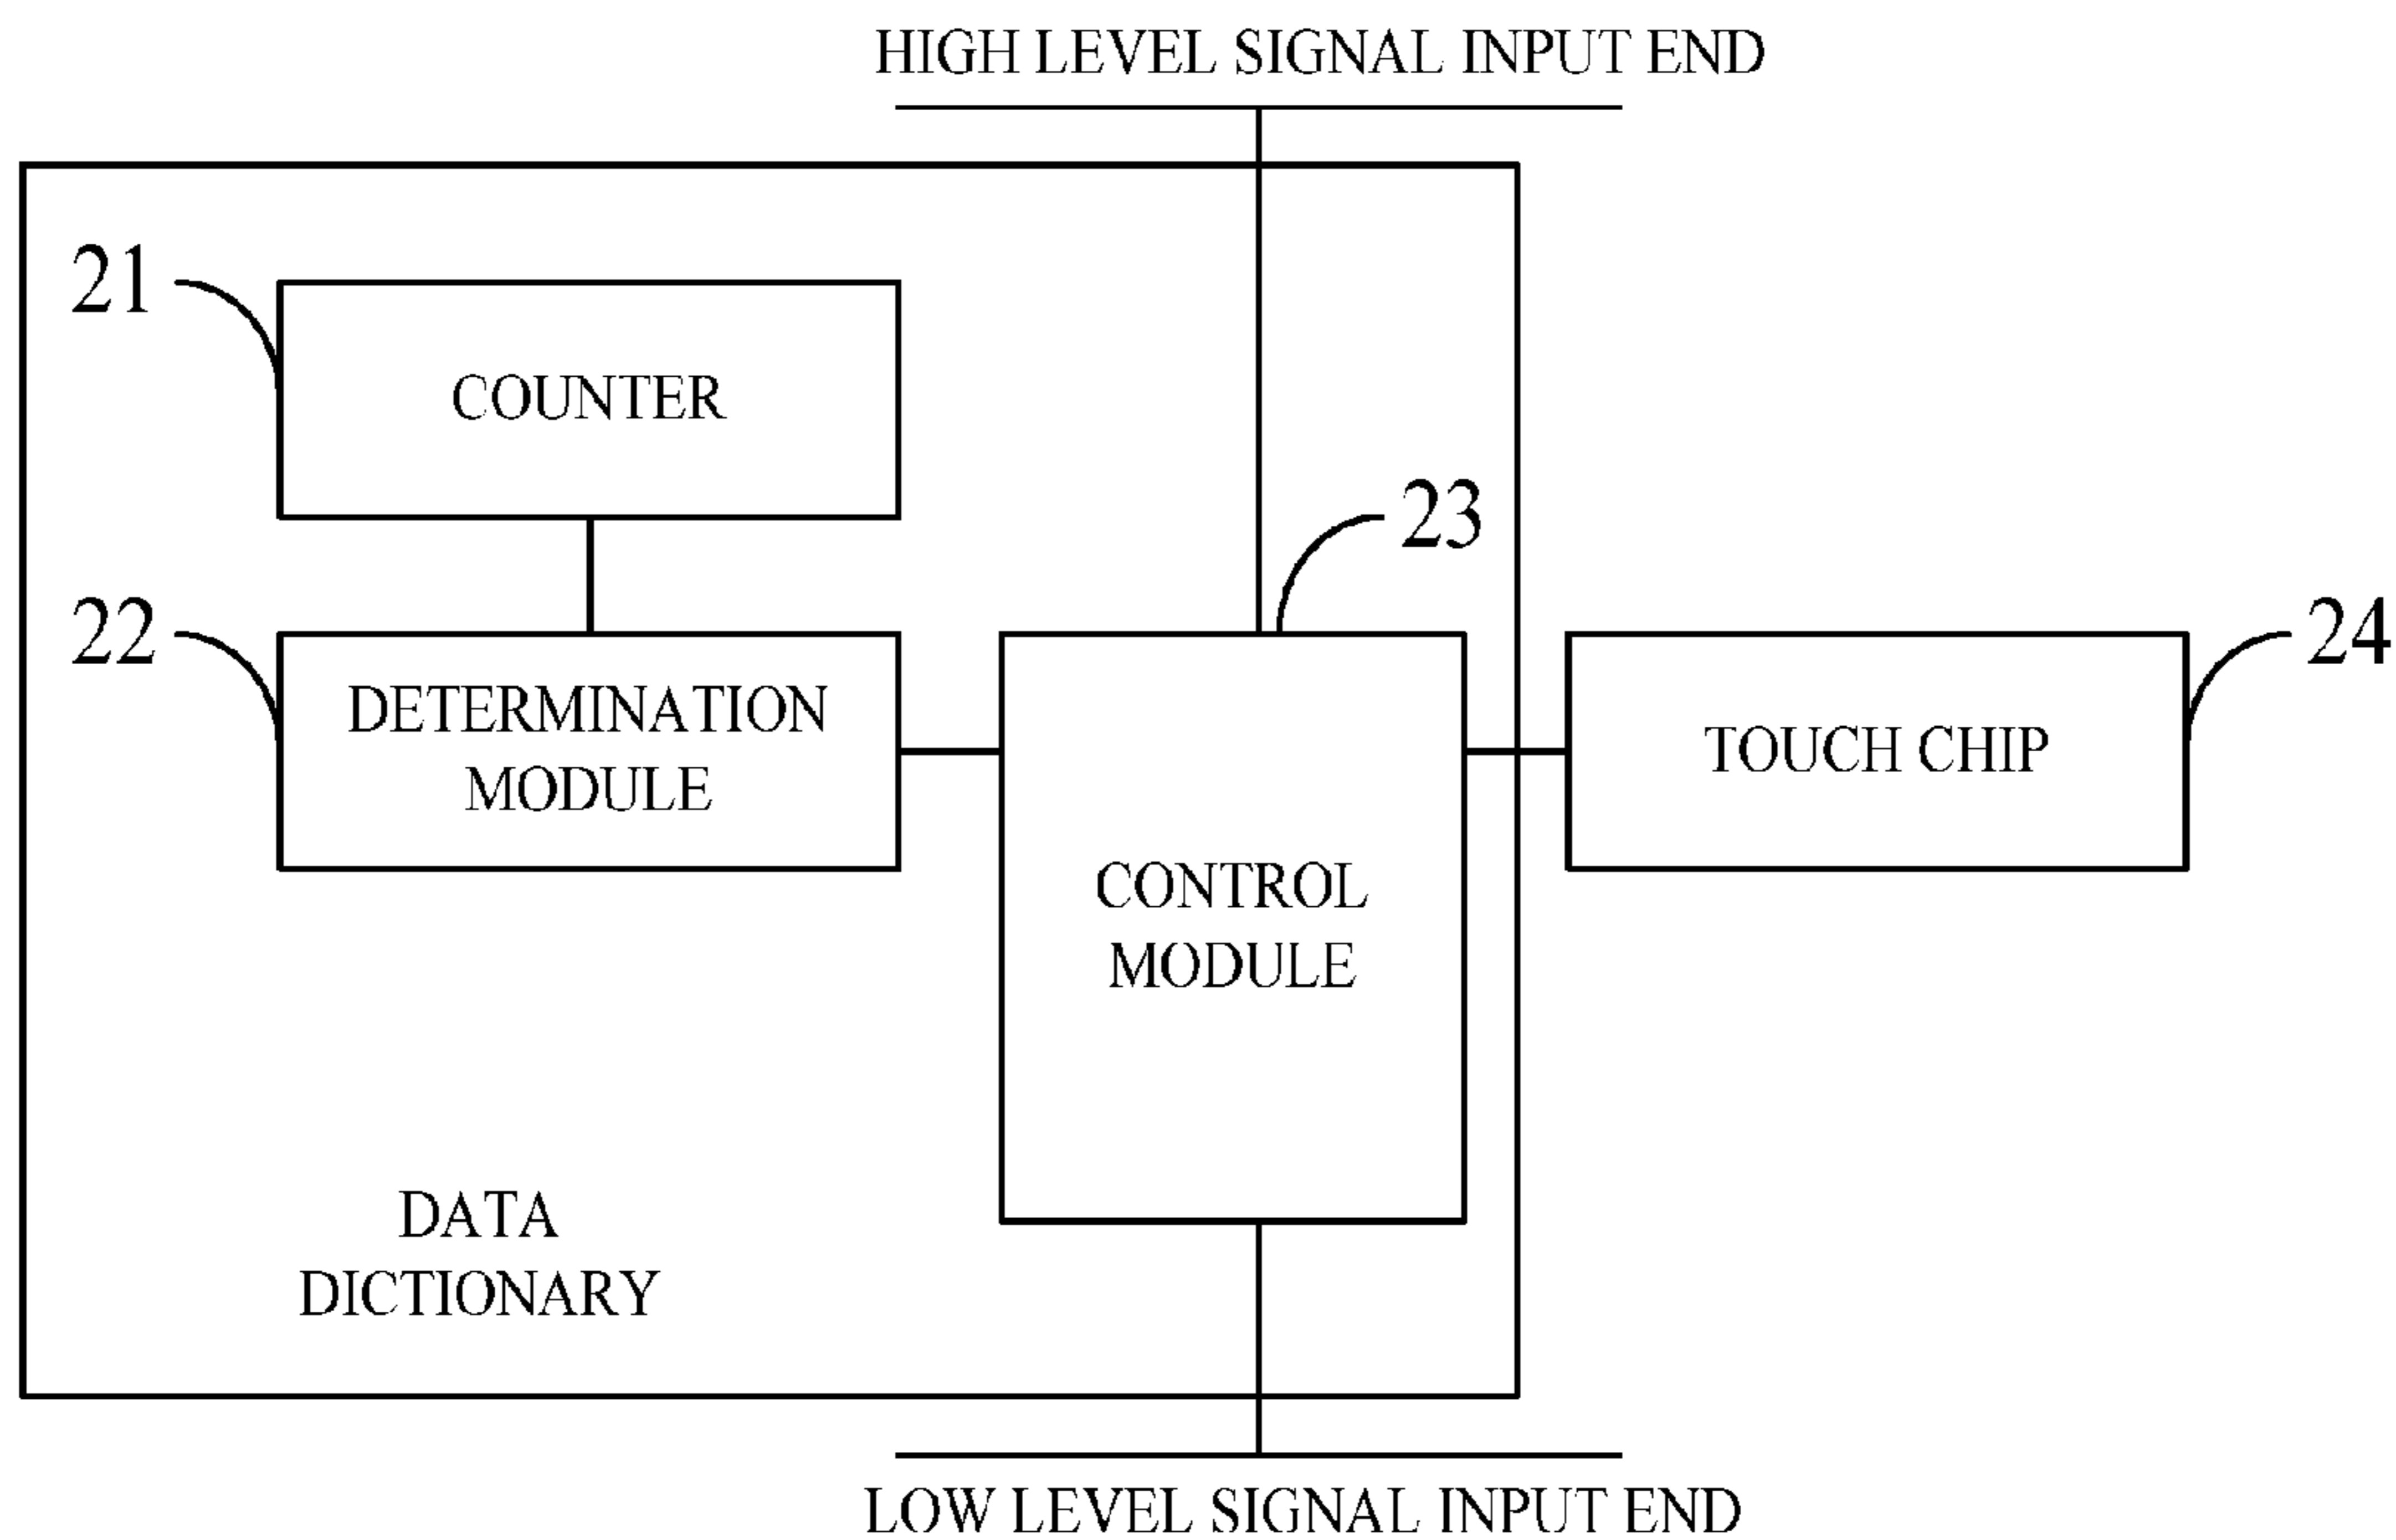 HIGH LEVEL SIGNAL INPUT END
21
COUNTER
23
22
DETERMINATION
MODULE
24
TOUCH CHIP
CONTROL
MODULE
DATA
DICTIONARY
LOW LEVEL SIGNAL INPUT END